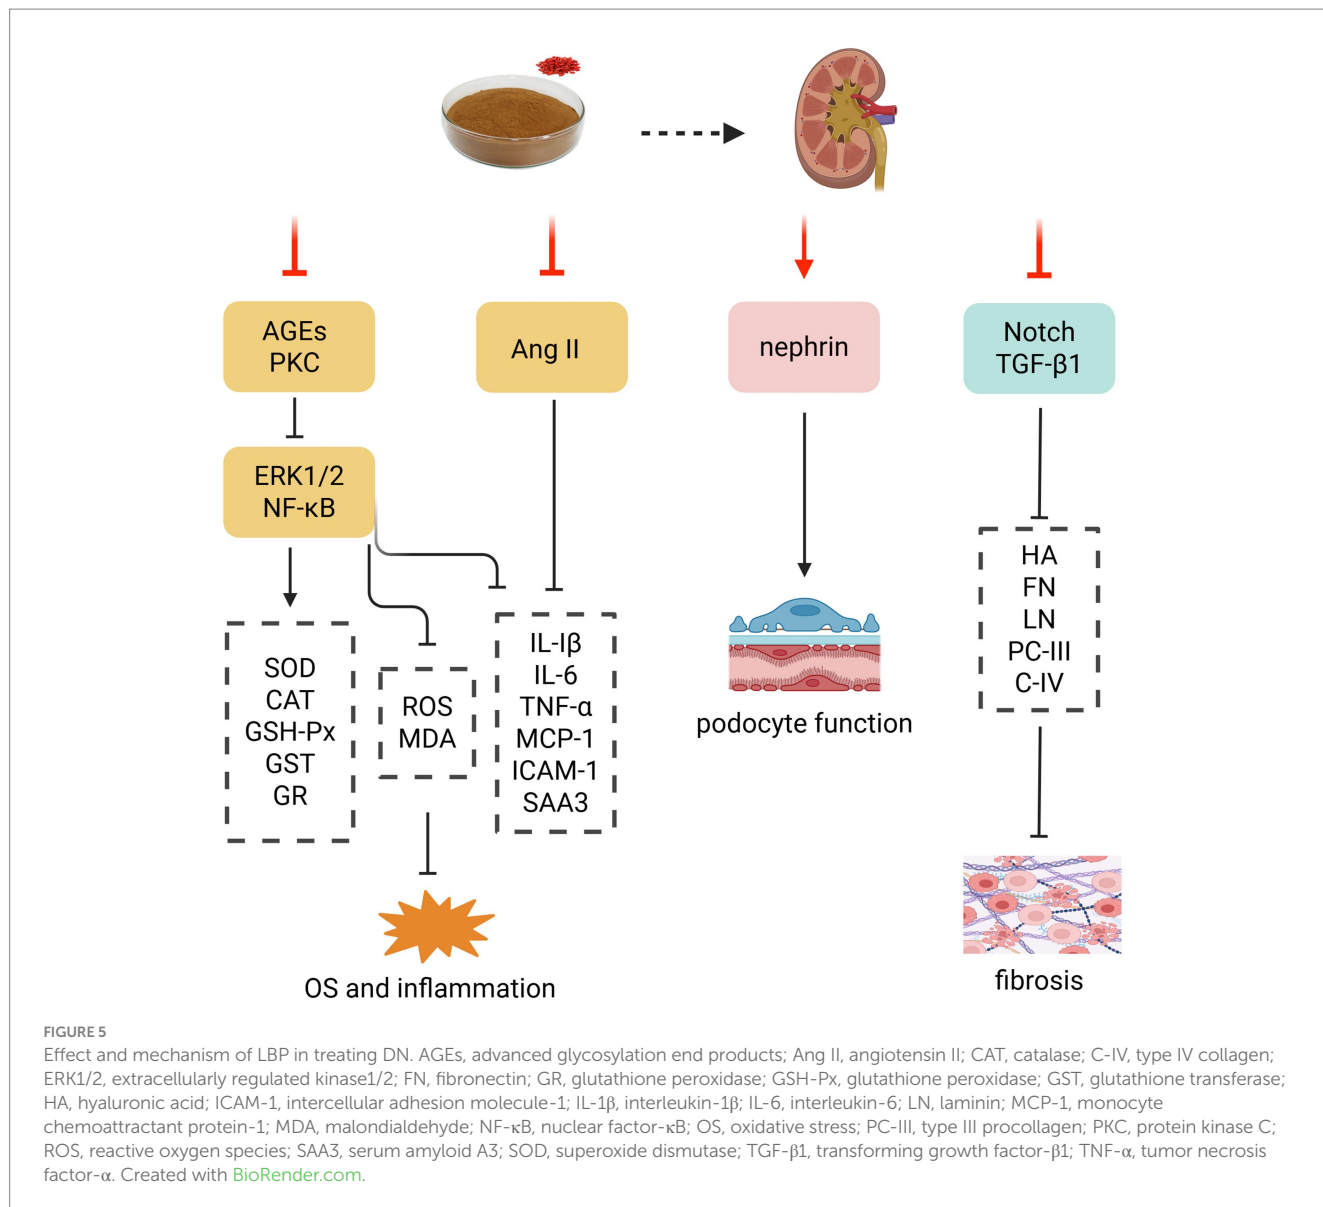 AGEs
PKC
Ang II
nephrin
Notch
TGF-β1
ERK1/2
NF-κB
SOD
CAT
GSH-Px
GST
GR
ROS
MDA
IL-Iβ
IL-6
TNF-α
MCP-1
ICAM-1
SAA3
podocyte function
HA
FN
LN
PC-III
C-IV
OS and inflammation
fibrosis
FIGURE 5
Effect and mechanism of LBP in treating DN. AGEs, advanced glycosylation end products; Ang II, angiotensin II; CAT, catalase; C-IV, type IV collagen;
ERK1/2, extracellularly regulated kinase1/2; FN, fibronectin; GR, glutathione peroxidase; GSH-Px, glutathione peroxidase; GST, glutathione transferase;
HA, hyaluronic acid; ICAM-1, intercellular adhesion molecule-1; IL-1β, interleukin-1β; IL-6, interleukin-6; LN, laminin; MCP-1, monocyte
chemoattractant protein-1; MDA, malondialdehyde; NF-κB, nuclear factor-κB; OS, oxidative stress; PC-III, type III procollagen; PKC, protein kinase C;
ROS, reactive oxygen species; SAA3, serum amyloid A3; SOD, superoxide dismutase; TGF-β1, transforming growth factor-β1; TNF-α, tumor necrosis
factor-α. Created with BioRender.com.